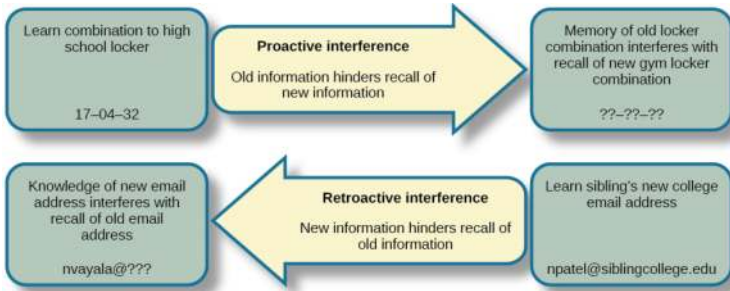 Learn combination to high
school locker
17–04–32
Proactive interference
Old information hinders recall of
new information
Memory of old locker
combination interferes with
recall of new gym locker
combination
??–??–??
Knowledge of new email
address interferes with
recall of old email
address
nvayala@???
Retroactive interference
New information hinders recall of
old information
Learn sibling's new college
email address
npatel@siblingcollege.edu